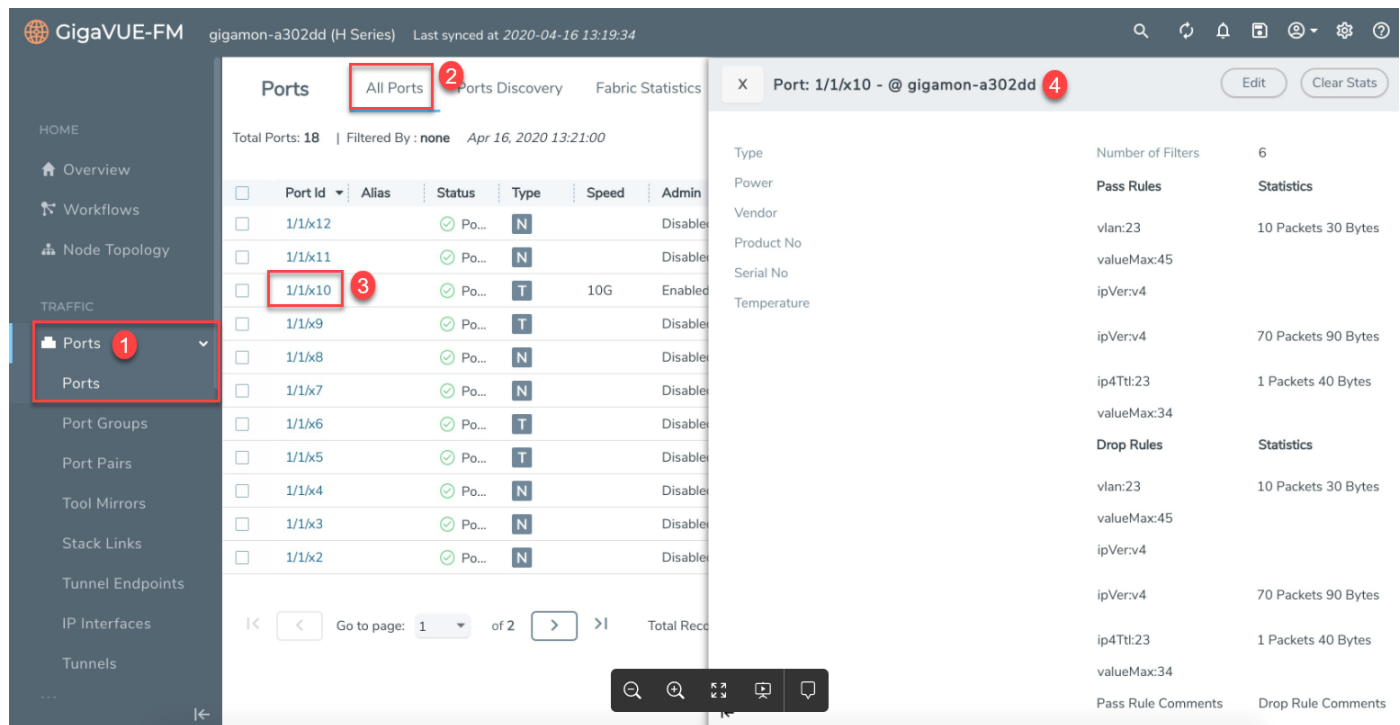 GigaVUE-FM
gigamon-a302dd (H Series) Last synced at 2020-04-16 13:19:34
HOME
Overview
Workflows
Node Topology
TRAFFIC
Ports 1
Ports
Port Groups
Port Pairs
Tool Mirrors
Stack Links
Tunnel Endpoints
IP Interfaces
Tunnels
...
Ports All Ports 2 Ports Discovery Fabric Statistics
Total Ports: 18 | Filtered By : none Apr 16, 2020 13:21:00
Port Id Alias Status Type Speed Admin
1/1/x12 Po... N Disabled
1/1/x11 Po... N Disable
1/1/x10 3 Po... T 10G Enabled
1/1/x9 Po... T Disable
1/1/x8 Po... N Disable
1/1/x7 Po... N Disable
1/1/x6 Po... T Disable
1/1/x5 Po... T Disable
1/1/x4 Po... N Disable
1/1/x3 Po... N Disable
1/1/x2 Po... N Disable
Go to page: 1 of 2 Total Reco
X Port: 1/1/x10 - @ gigamon-a302dd 4 Edit Clear Stats
Type
Power
Vendor
Product No
Serial No
Temperature
Number of Filters 6
Pass Rules Statistics
vlan:23 10 Packets 30 Bytes
valueMax:45
ipVer:v4
ipVer:v4 70 Packets 90 Bytes
ip4Ttl:23 1 Packets 40 Bytes
valueMax:34
Drop Rules Statistics
vlan:23 10 Packets 30 Bytes
valueMax:45
ipVer:v4
ipVer:v4 70 Packets 90 Bytes
ip4Ttl:23 1 Packets 40 Bytes
valueMax:34
Pass Rule Comments Drop Rule Comments